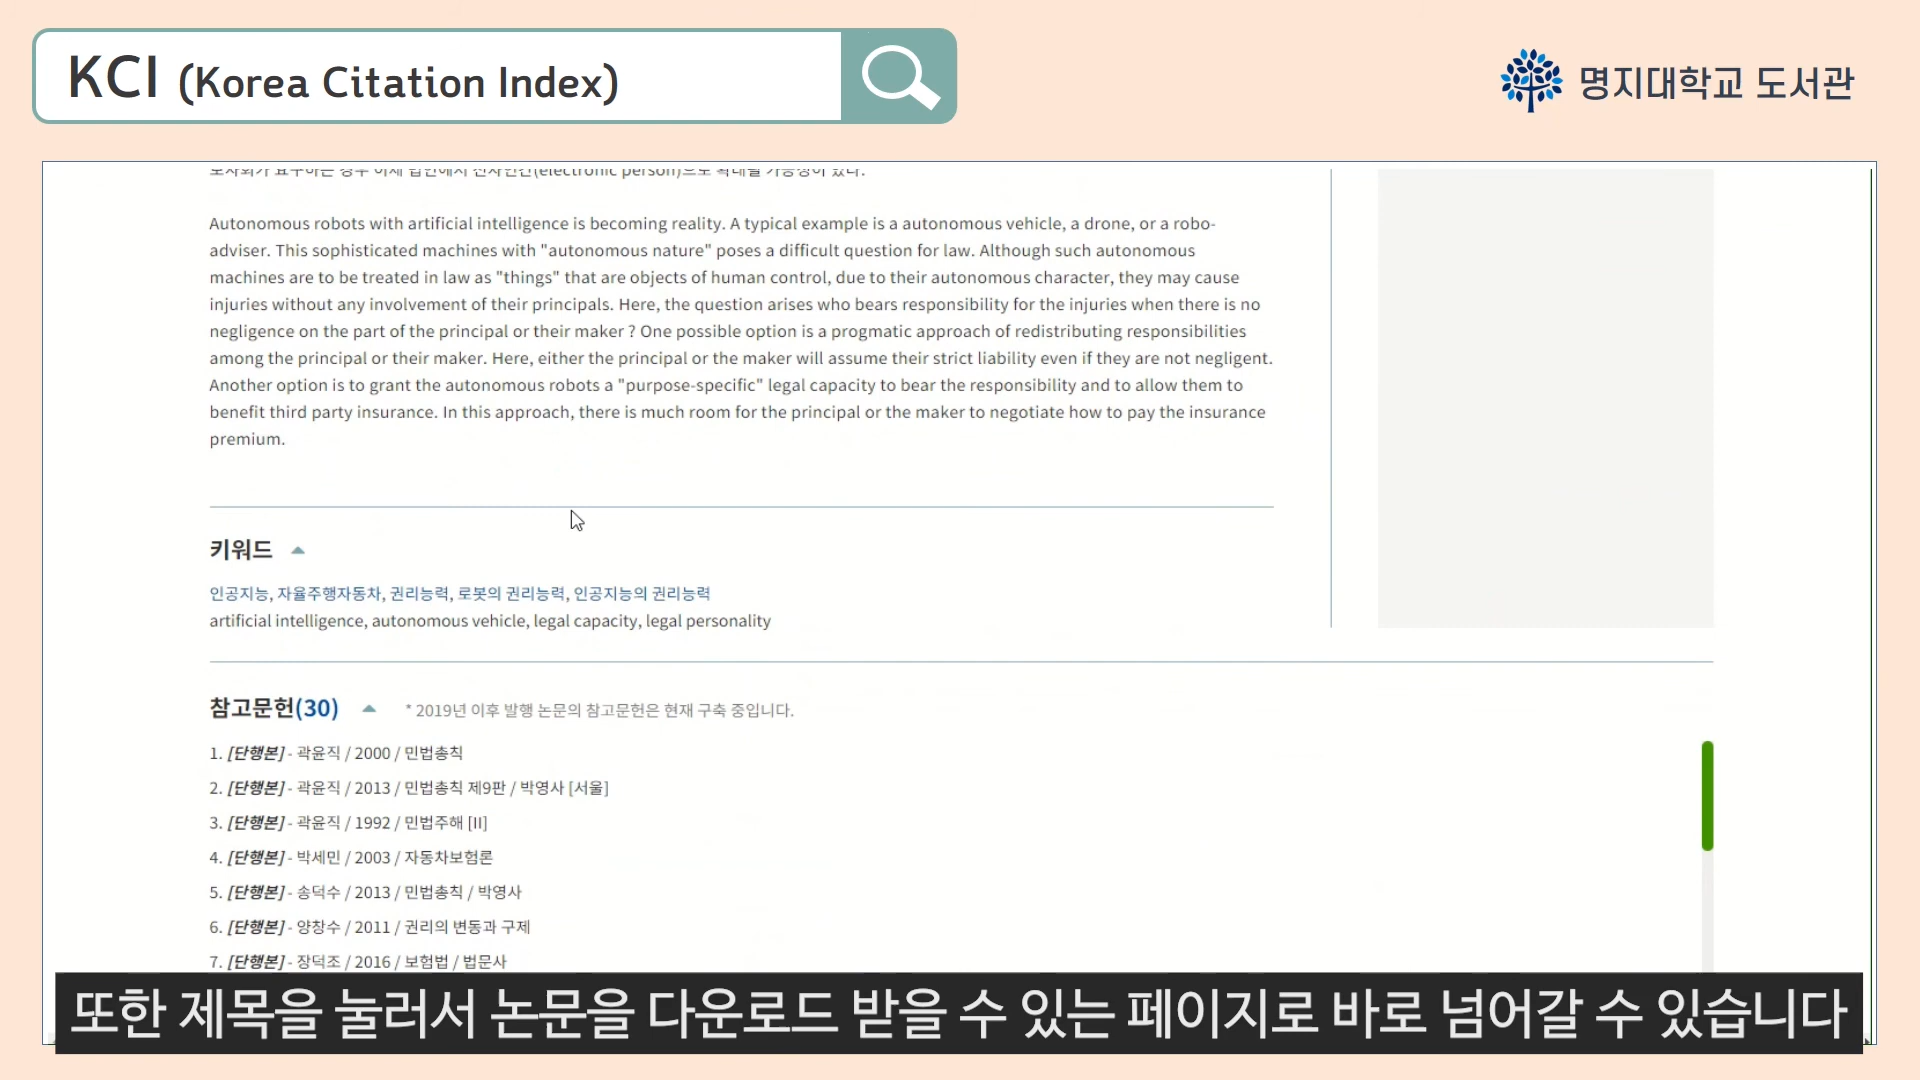 KCI (Korea Citation Index)
명지대학교 도서관
(electronic person)으로 확대될 가능성이 있다.
Autonomous robots with artificial intelligence is becoming reality. A typical example is a autonomous vehicle, a drone, or a robo-
adviser. This sophisticated machines with "autonomous nature" poses a difficult question for law. Although such autonomous
machines are to be treated in law as "things" that are objects of human control, due to their autonomous character, they may cause
injuries without any involvement of their principals. Here, the question arises who bears responsibility for the injuries when there is no
negligence on the part of the principal or their maker ? One possible option is a progmatic approach of redistributing responsibilities
among the principal or their maker. Here, either the principal or the maker will assume their strict liability even if they are not negligent.
Another option is to grant the autonomous robots a "purpose-specific" legal capacity to bear the responsibility and to allow them to
benefit third party insurance. In this approach, there is much room for the principal or the maker to negotiate how to pay the insurance
premium.
키워드
인공지능, 자율주행자동차, 권리능력, 로봇의 권리능력, 인공지능의 권리능력
artificial intelligence, autonomous vehicle, legal capacity, legal personality
참고문헌(30) * 2019년 이후 발행 논문의 참고문헌은 현재 구축 중입니다.
1. [단행본] - 곽윤직 / 2000 / 민법총칙
2. [단행본] - 곽윤직 / 2013 / 민법총칙 제9판 / 박영사 [서울]
3. [단행본] - 곽윤직 / 1992 / 민법주해 [II]
4. [단행본] - 박세민 / 2003 / 자동차보험론
5. [단행본] - 송덕수 / 2013 / 민법총칙 / 박영사
6. [단행본] - 양창수 / 2011 / 권리의 변동과 구제
7. [단행본] - 장덕조 / 2016 / 보험법 / 법문사
또한 제목을 눌러서 논문을 다운로드 받을 수 있는 페이지로 바로 넘어갈 수 있습니다